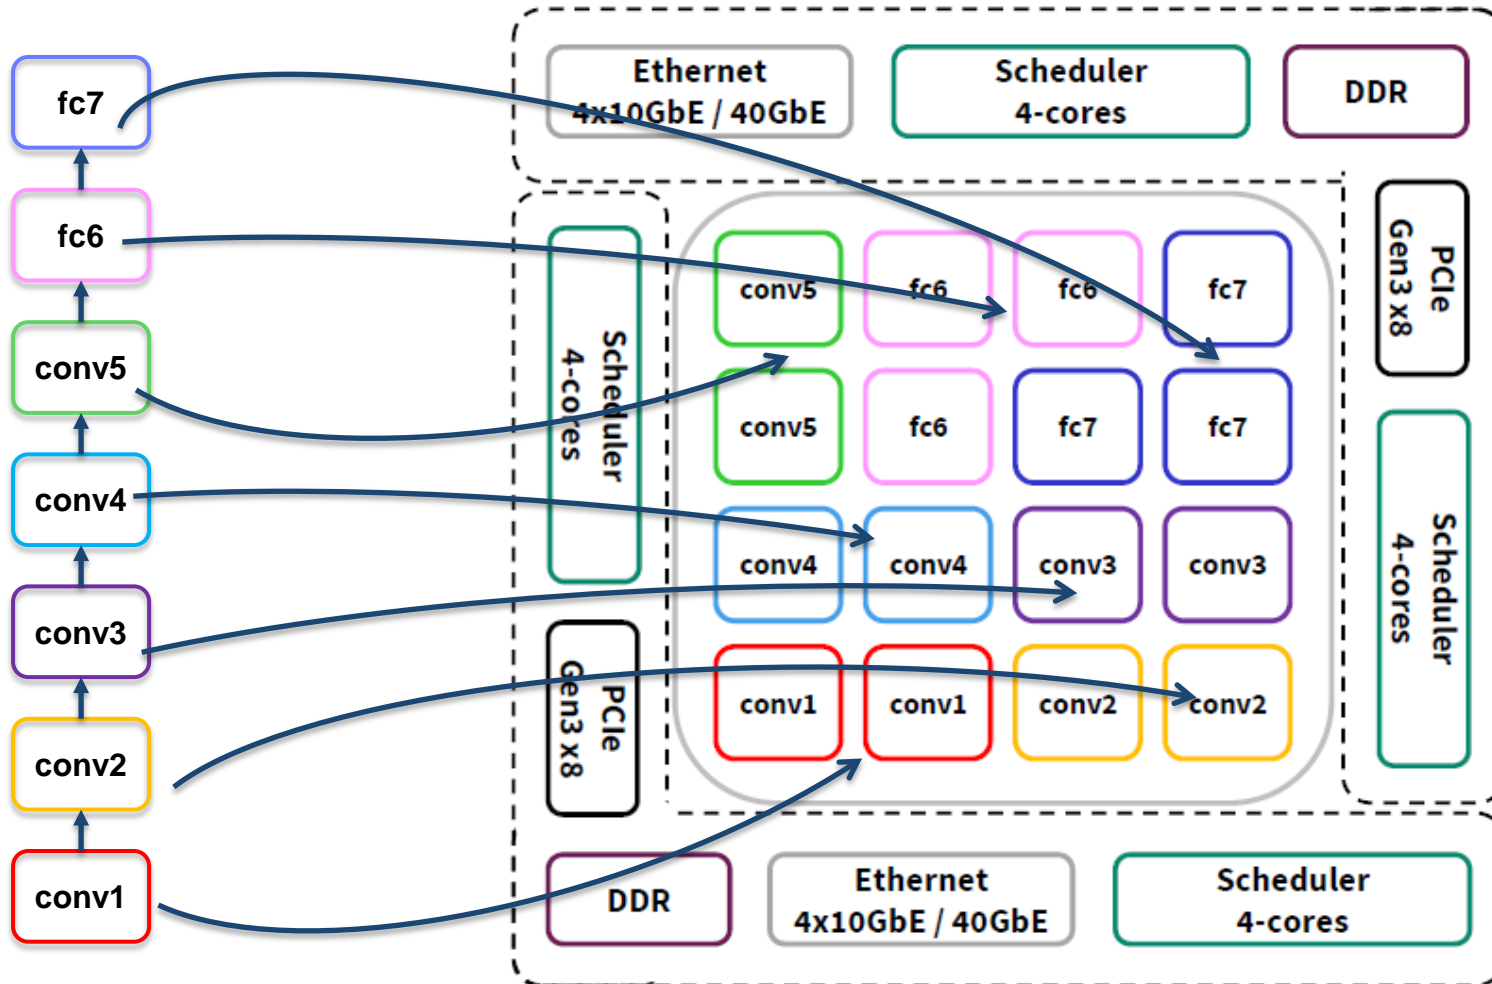 fc7
fc6
conv5
conv4
conv3
conv2
conv1
Ethernet
4x10GbE / 40GbE
Scheduler
4-cores
DDR
Scheduler
4-cores
PCIe
Gen3 x8
conv5
fc6
fc6
fc7
conv5
fc6
fc7
fc7
conv4
conv4
conv3
conv3
conv1
conv1
conv2
conv2
PCIe
Gen3 x8
Scheduler
4-cores
DDR
Ethernet
4x10GbE / 40GbE
Scheduler
4-cores